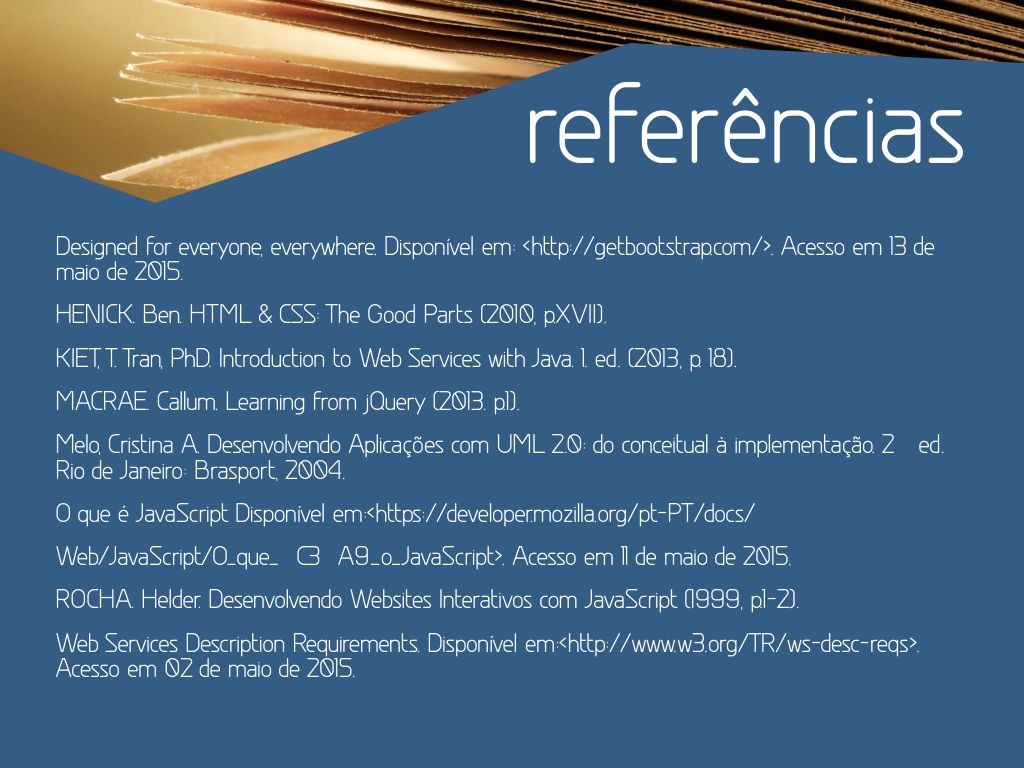 referências
Designed for everyone, everywhere. Disponível em: <http://getbootstrap.com/>. Acesso em 13 de
maio de 2015.
HENICK. Ben. HTML & CSS: The Good Parts (2010, p.XVII).
KIET, T. Tran, PhD. Introduction to Web Services with Java. 1. ed. (2013, p. 18).
MACRAE. Callum. Learning from jQuery (2013. p.1).
Melo, Cristina A. Desenvolvendo Aplicações com UML 2.0: do conceitual à implementação. 2 ed.
Rio de Janeiro: Brasport, 2004.
O que é JavaScript Disponível em:<https://developer.mozilla.org/pt-PT/docs/
Web/JavaScript/O_que_ C3 A9_o_JavaScript>. Acesso em 11 de maio de 2015.
ROCHA. Helder. Desenvolvendo Websites Interativos com JavaScript (1999, p.1-2).
Web Services Description Requirements. Disponível em:<http://www.w3.org/TR/ws-desc-reqs>.
Acesso em 02 de maio de 2015.